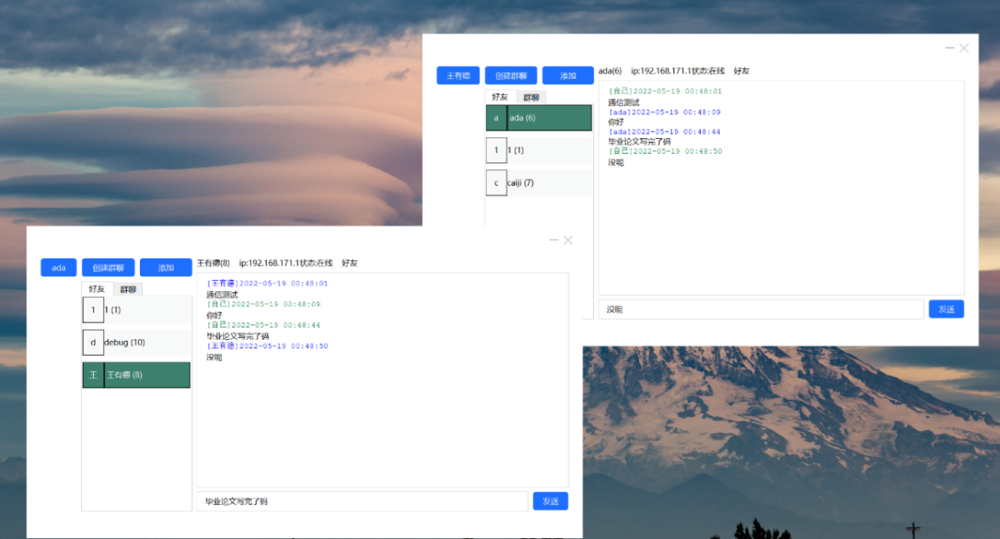 王有德 创建群聊 添加 ada(6) ip:192.168.171.1状态:在线 好友
好友 群聊
a ada (6)
1 1 (1)
c caiji (7)
[自己]2022-05-19 00:48:01
通信测试
[ada]2022-05-19 00:48:09
你好
[ada]2022-05-19 00:48:44
毕业论文写完了码
[自己]2022-05-19 00:48:50
没呢
没呢 发送
ada 创建群聊 添加 王有德(8) ip:192.168.171.1状态:在线 好友
好友 群聊
1 1 (1)
d debug (10)
王 王有德 (8)
[王有德]2022-05-19 00:48:01
通信测试
[自己]2022-05-19 00:48:09
你好
[自己]2022-05-19 00:48:44
毕业论文写完了码
[王有德]2022-05-19 00:48:50
没呢
毕业论文写完了码 发送